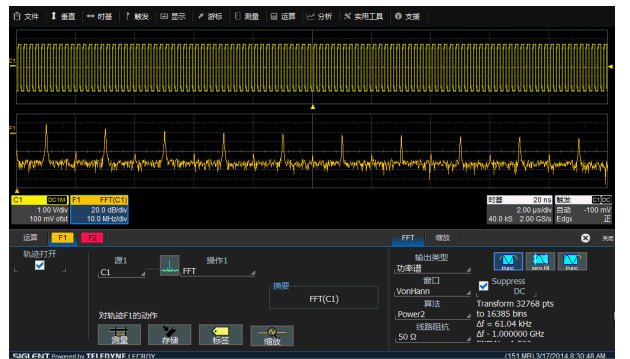 文件 垂直 时基 触发 显示 游标 测量 运算 分析 实用工具 支援
C1
F1
C1 DC1M F1 FFT(C1)
1.00 V/div 20.0 dB/div
100 mV ofst 10.0 MHz/div
时基 20 ns 触发 C1 DC
2.00 µs/div 自动 -100 mV
40.0 kS 2.00 GS/s Edge 正
运算 F1 F2 FFT 缩放 关闭
轨迹打开
源1 操作1
C1 FFT
摘要
FFT(C1)
对轨迹F1的动作
测量 存储 标签 缩放
输出类型
功率谱
窗口
VonHann
算法
Power2
线路阻抗
50 Ω
trunc zero fill trunc
Suppress
DC
Transform 32768 pts
to 16385 bins
Δf = 61.04 kHz
Δf - 1.000000 GHz
SIGLENT Powered by TELEDYNE LECROY (151 MB) 3/17/2014 8:30:48 AM